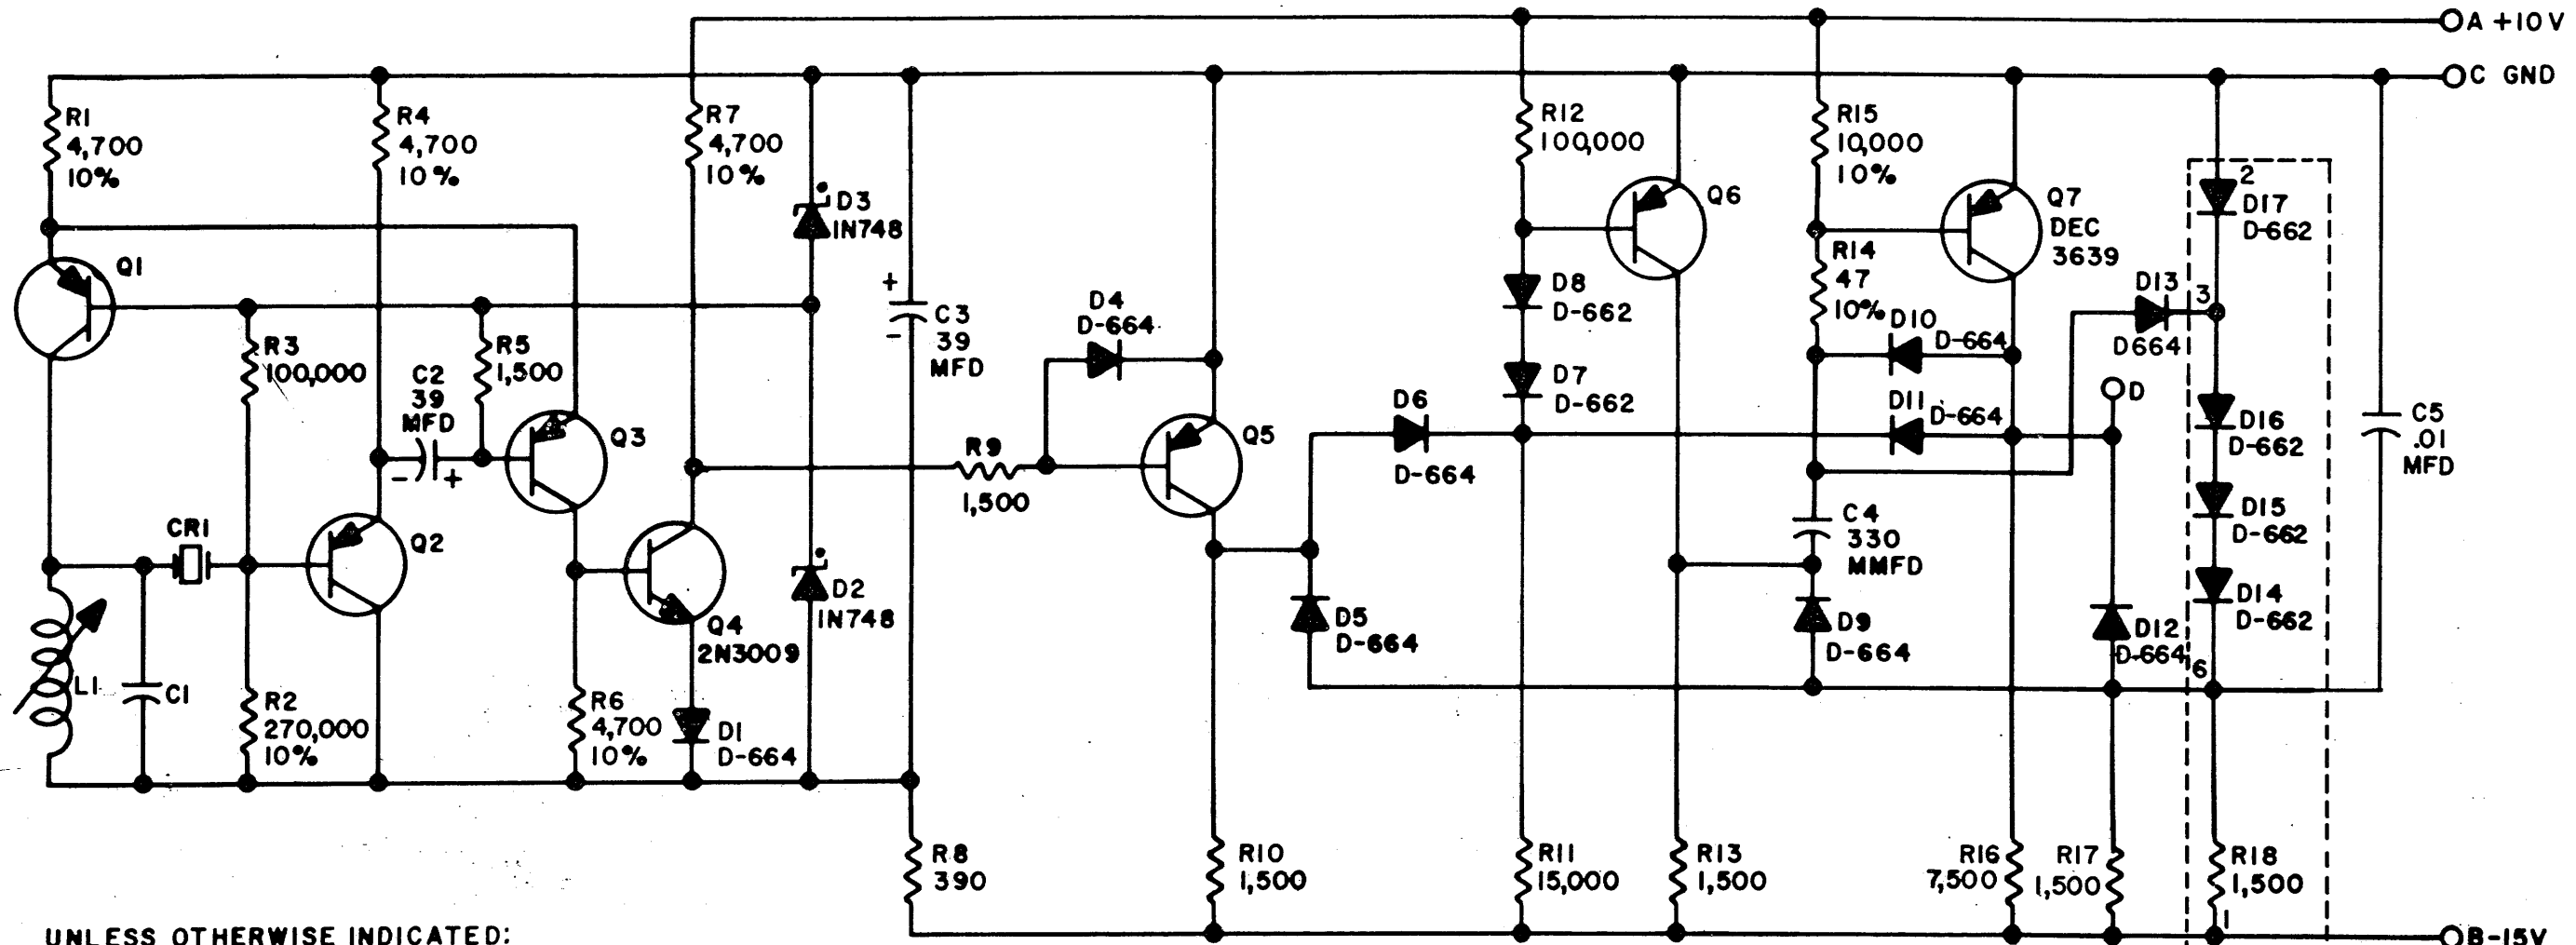 A +10V
C GND
R1
4,700
10%
R4
4,700
10%
R7
4,700
10%
D3
IN748
C3
39
MFD
+
-
R12
100,000
Q6
R15
10,000
10%
Q7
DEC
3639
2
D17
D-662
Q1
R3
100,000
C2
39
MFD
-
+
R5
1,500
Q3
D4
D-664
D8
D-662
D7
D-662
R14
47
10%
D10
D-664
D13
D664
3
D11
D-664
D
D16
D-662
C5
.01
MFD
CR1
Q2
R9
1,500
Q5
D6
D-664
C4
330
MMFD
D15
D-662
D14
D-662
L1
C1
R2
270,000
10%
R6
4,700
10%
Q4
2N3009
D1
D-664
D2
IN748
D5
D-664
D9
D-664
D12
D-664
6
R8
390
R10
1,500
R11
15,000
R13
1,500
R16
7,500
R17
1,500
R18
1,500
1
B-15V
UNLESS OTHERWISE INDICATED: